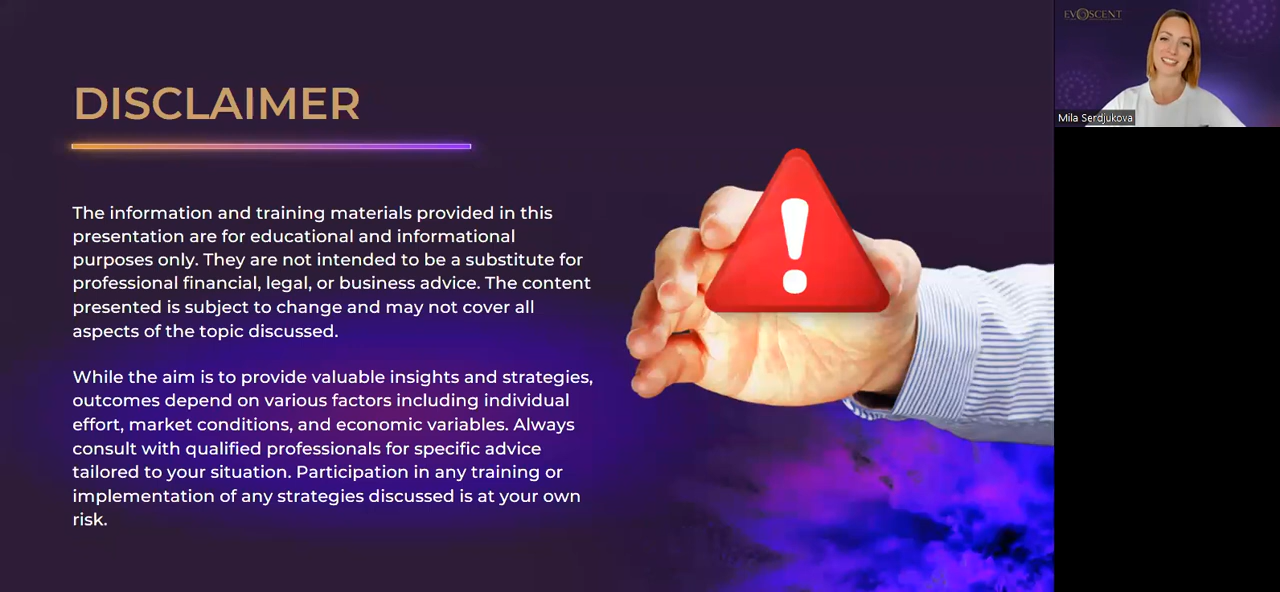 DISCLAIMER
The information and training materials provided in this
presentation are for educational and informational
purposes only. They are not intended to be a substitute for
professional financial, legal, or business advice. The content
presented is subject to change and may not cover all
aspects of the topic discussed.
While the aim is to provide valuable insights and strategies,
outcomes depend on various factors including individual
effort, market conditions, and economic variables. Always
consult with qualified professionals for specific advice
tailored to your situation. Participation in any training or
implementation of any strategies discussed is at your own
risk.
!
EVOSCENT
Mila Serdjukova